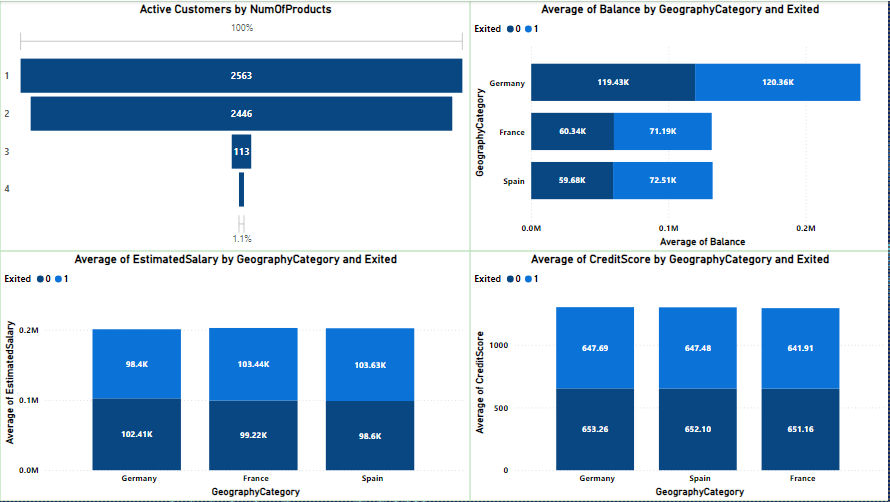 Active Customers by NumOfProducts
100%
1
2563
2
2446
3
113
4
1.1%
Average of Balance by GeographyCategory and Exited
Exited 0 1
GeographyCategory
Germany
119.43K
120.36K
France
60.34K
71.19K
Spain
59.68K
72.51K
0.0M
0.1M
0.2M
Average of Balance
Average of EstimatedSalary by GeographyCategory and Exited
Exited 0 1
Average of EstimatedSalary
0.2M
0.1M
0.0M
98.4K
103.44K
103.63K
102.41K
99.22K
98.6K
Germany
France
Spain
GeographyCategory
Average of CreditScore by GeographyCategory and Exited
Exited 0 1
Average of CreditScore
1000
500
0
647.69
647.48
641.91
653.26
652.10
651.16
Germany
Spain
France
GeographyCategory